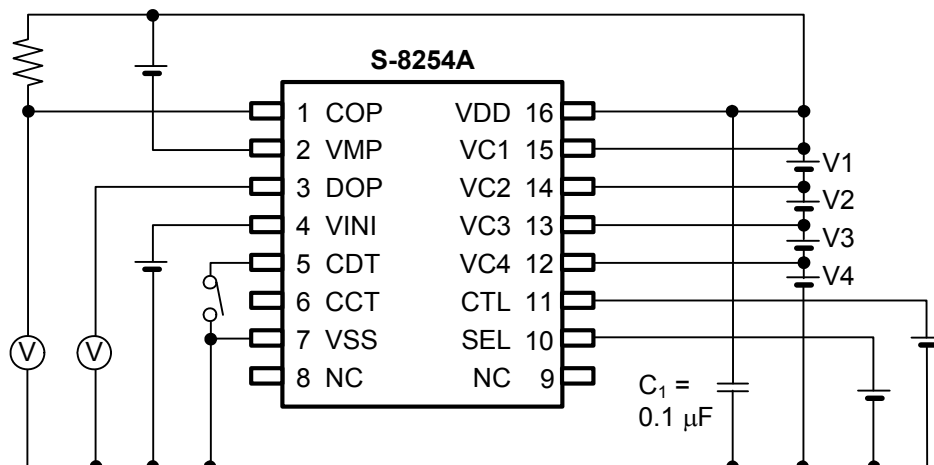 S-8254A
1 COP VDD 16
2 VMP VC1 15
3 DOP VC2 14
4 VINI VC3 13
5 CDT VC4 12
6 CCT CTL 11
7 VSS SEL 10
8 NC NC 9
V1
V2
V3
V4
V
V
C₁ =
0.1 μF